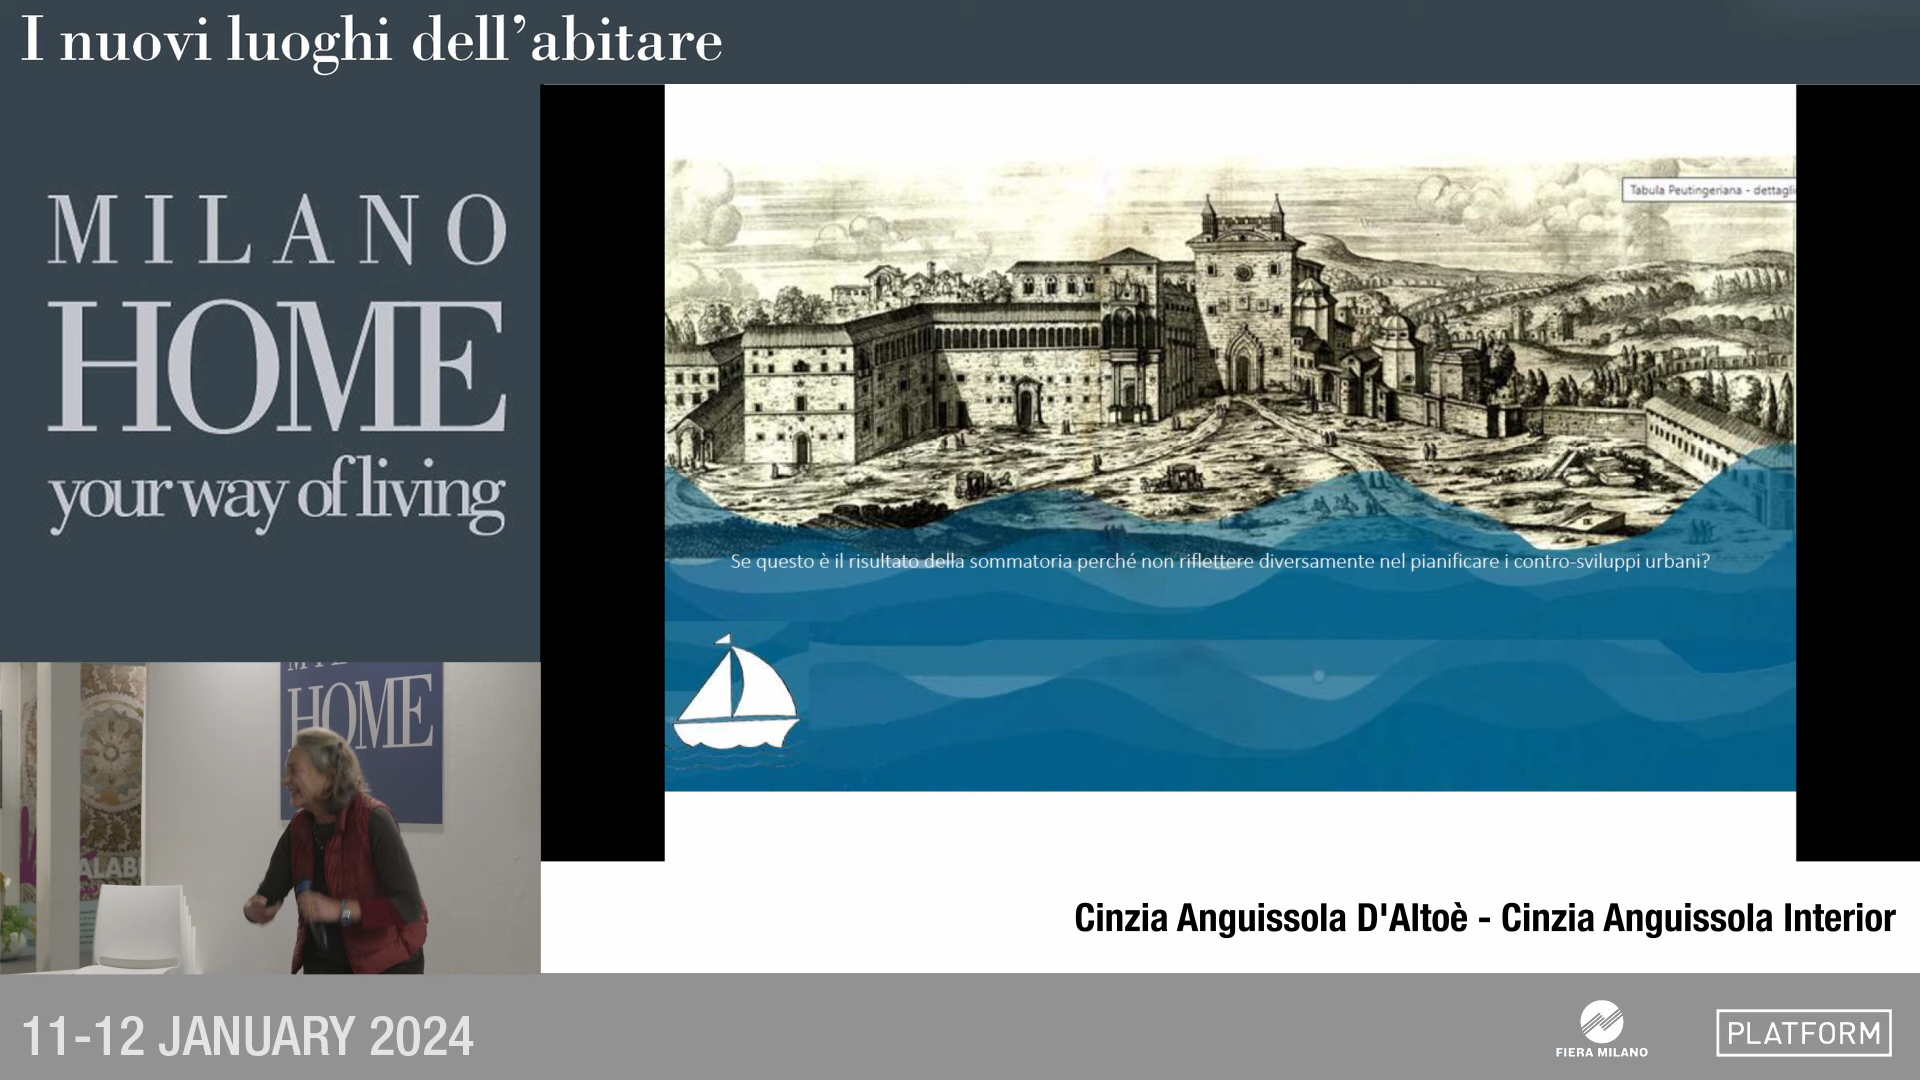 I nuovi luoghi dell’abitare
MILANO
HOME
your way of living
Tabula Peutingeriana - dettagli
Se questo è il risultato della sommatoria perché non riflettere diversamente nel pianificare i contro-sviluppi urbani?
HOME
ALAB
Cinzia Anguissola D'Altoè - Cinzia Anguissola Interior
11-12 JANUARY 2024
FIERA MILANO
PLATFORM